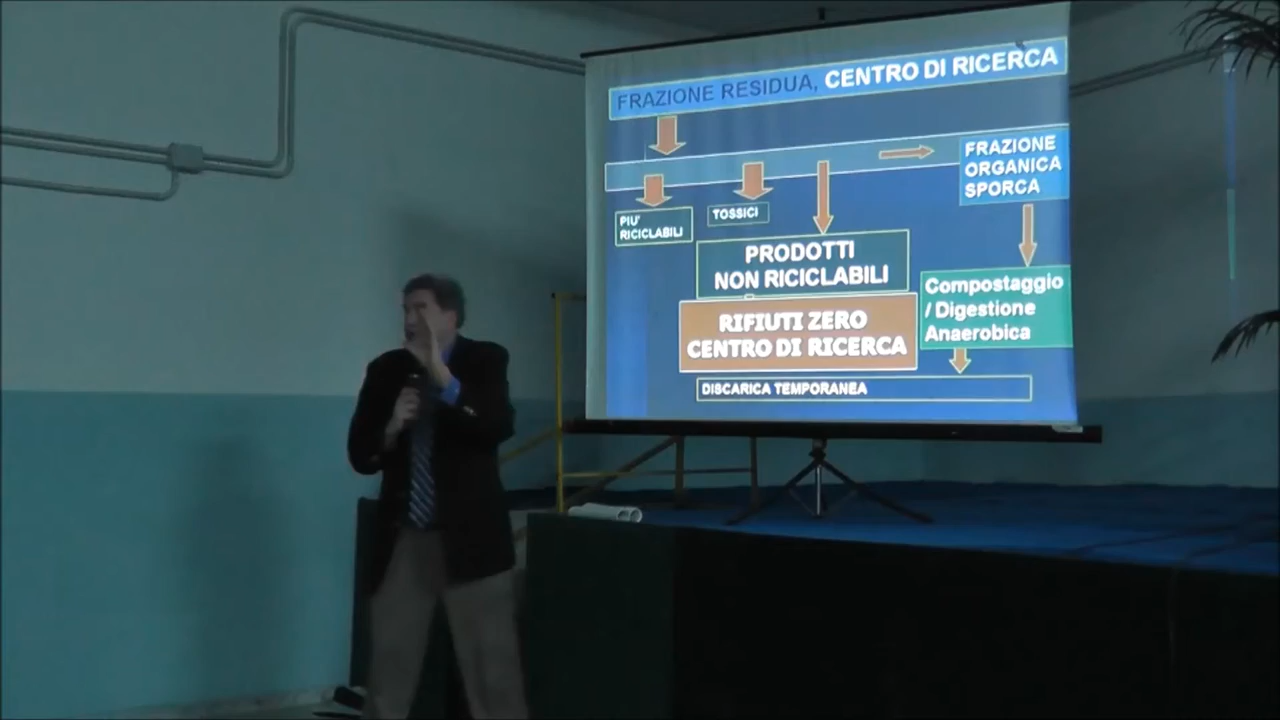 FRAZIONE RESIDUA, CENTRO DI RICERCA
FRAZIONE
ORGANICA
SPORCA
PIU'
RICICLABILI
TOSSICI
PRODOTTI
NON RICICLABILI
RIFIUTI ZERO
CENTRO DI RICERCA
Compostaggio
/ Digestione
Anaerobica
DISCARICA TEMPORANEA